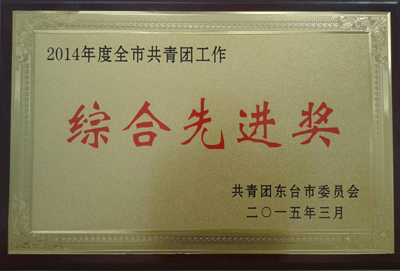 2014年度全市共青团工作
综合先进奖
共青团东台市委员会
二〇一五年三月